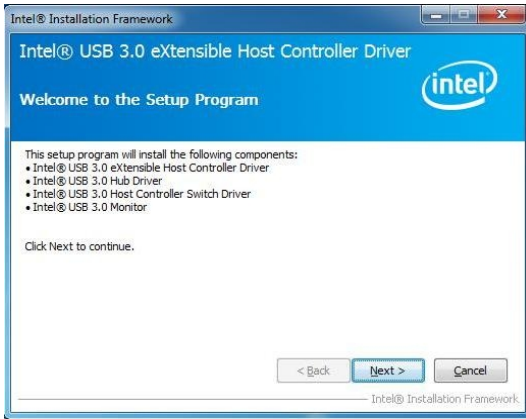 Intel® Installation Framework
Intel® USB 3.0 eXtensible Host Controller Driver
intel
Welcome to the Setup Program
This setup program will install the following components:
• Intel® USB 3.0 eXtensible Host Controller Driver
• Intel® USB 3.0 Hub Driver
• Intel® USB 3.0 Host Controller Switch Driver
• Intel® USB 3.0 Monitor
Click Next to continue.
< Back Next > Cancel
Intel® Installation Framework